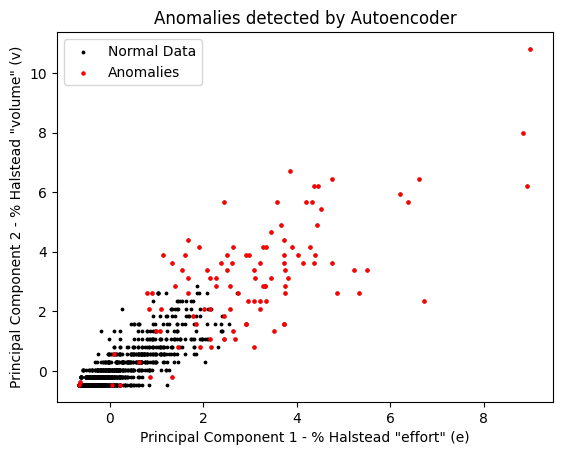 Anomalies detected by Autoencoder
Normal Data
Anomalies
Principal Component 2 - % Halstead "volume" (v)
10
8
6
4
2
0
0 2 4 6 8
Principal Component 1 - % Halstead "effort" (e)